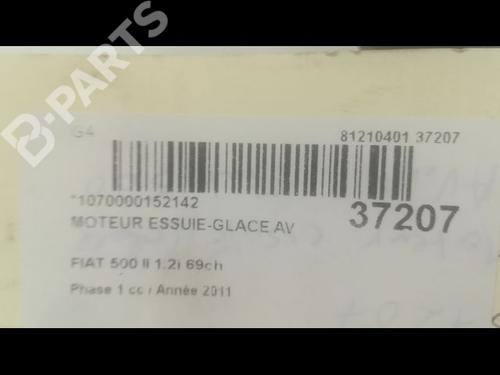 B-PARTS
G4
81210401 37207
*1070000152142
37207
MOTEUR ESSUIE-GLACE AV
FIAT 500 II 1.2i 69ch
Phase 1 cc / Année 2011